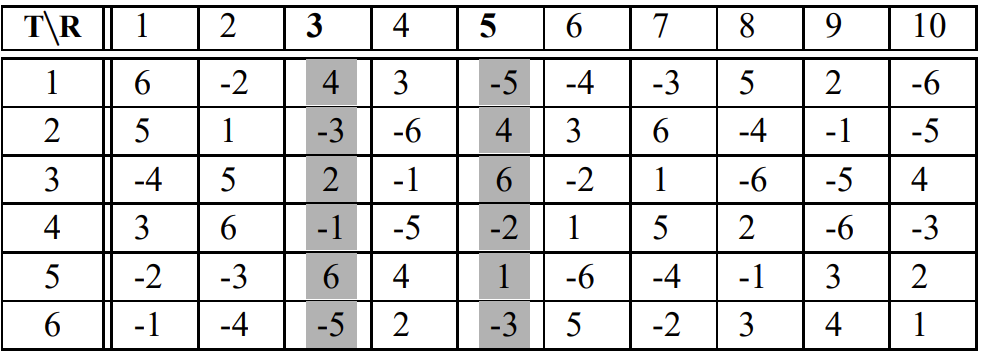 T\R 1 2 3 4 5 6 7 8 9 10
1 6 -2 4 3 -5 -4 -3 5 2 -6
2 5 1 -3 -6 4 3 6 -4 -1 -5
3 -4 5 2 -1 6 -2 1 -6 -5 4
4 3 6 -1 -5 -2 1 5 2 -6 -3
5 -2 -3 6 4 1 -6 -4 -1 3 2
6 -1 -4 -5 2 -3 5 -2 3 4 1